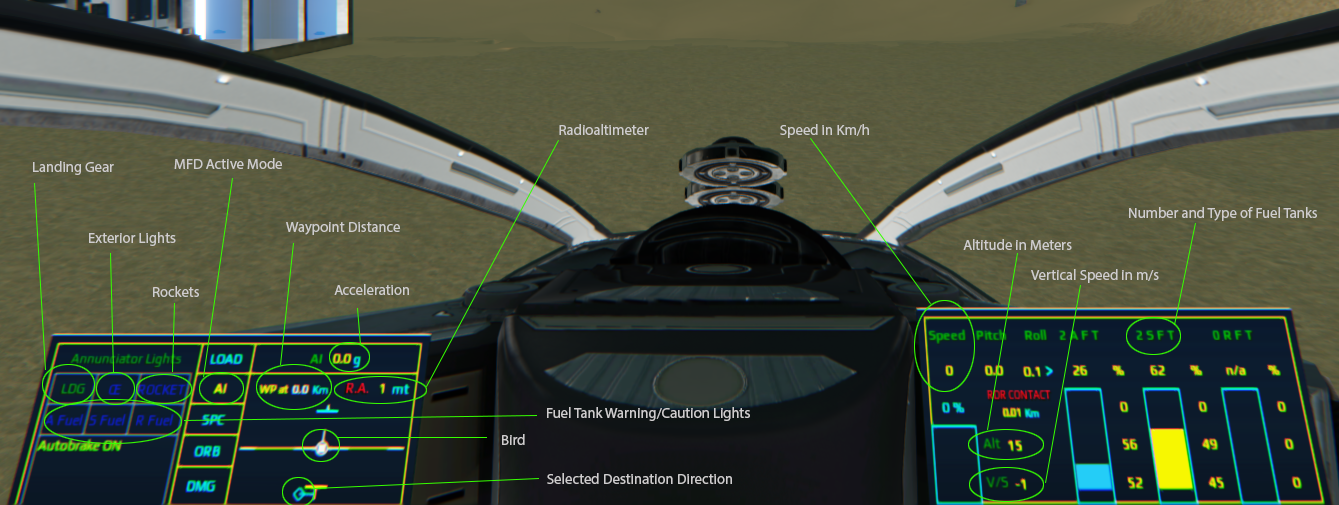 Radioaltimeter
Speed in Km/h
Landing Gear
MFD Active Mode
Number and Type of Fuel Tanks
Waypoint Distance
Exterior Lights
Altitude in Meters
Vertical Speed in m/s
Rockets
Acceleration
Annunciator Lights
LOAD
AI 0.0 g
LDG
ROCKET
AI
WP at 0.0 Km
R.A. 1 mt
A Fuel S Fuel R Fuel
SPC
Autobrake ON
ORB
DMG
Fuel Tank Warning/Caution Lights
Bird
Selected Destination Direction
Speed Pitch Roll 2 A F T 2 S F T 0 R F T
0 0.0 0.1 > 26 % 62 % n/a %
0 %
CONTACT
0.01 Km
0 0 0
Alt 15
56 49 0
V/S -1
52 45 0